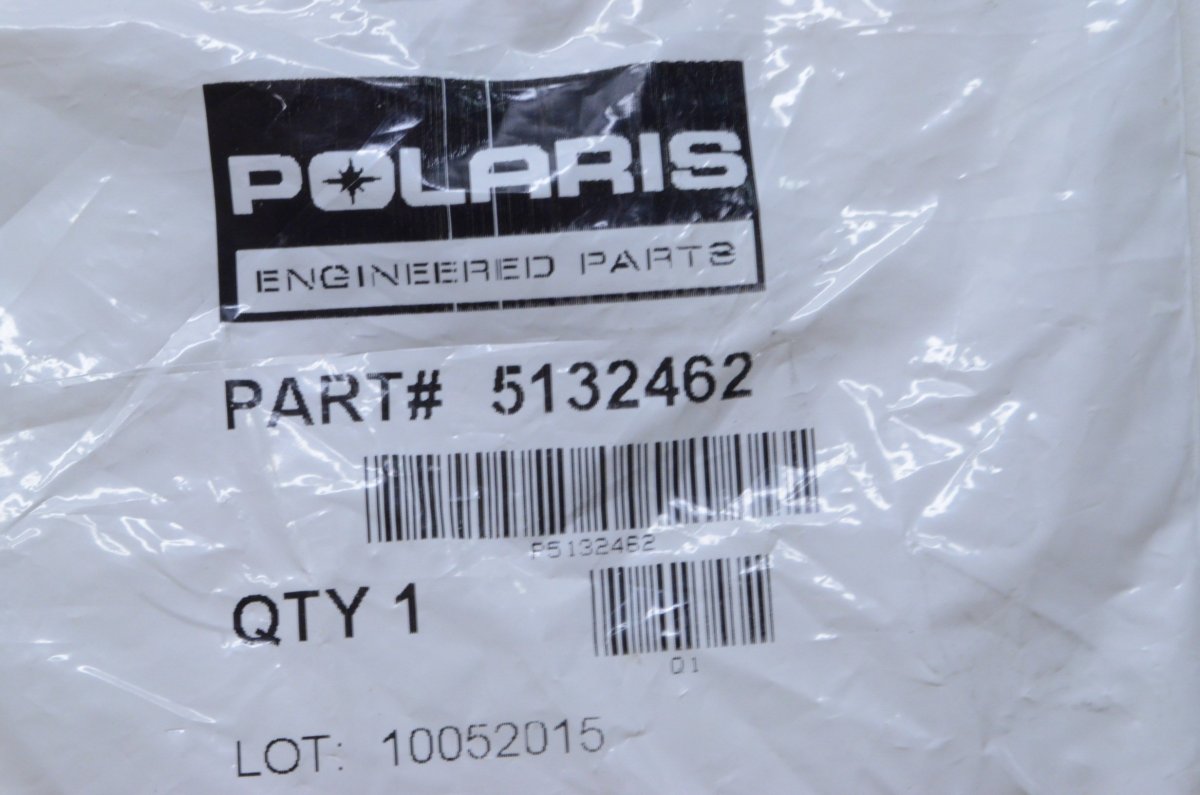 POLARIS
ENGINEERED PARTS
PART# 5132462
P5132462
QTY 1
01
LOT: 10052015